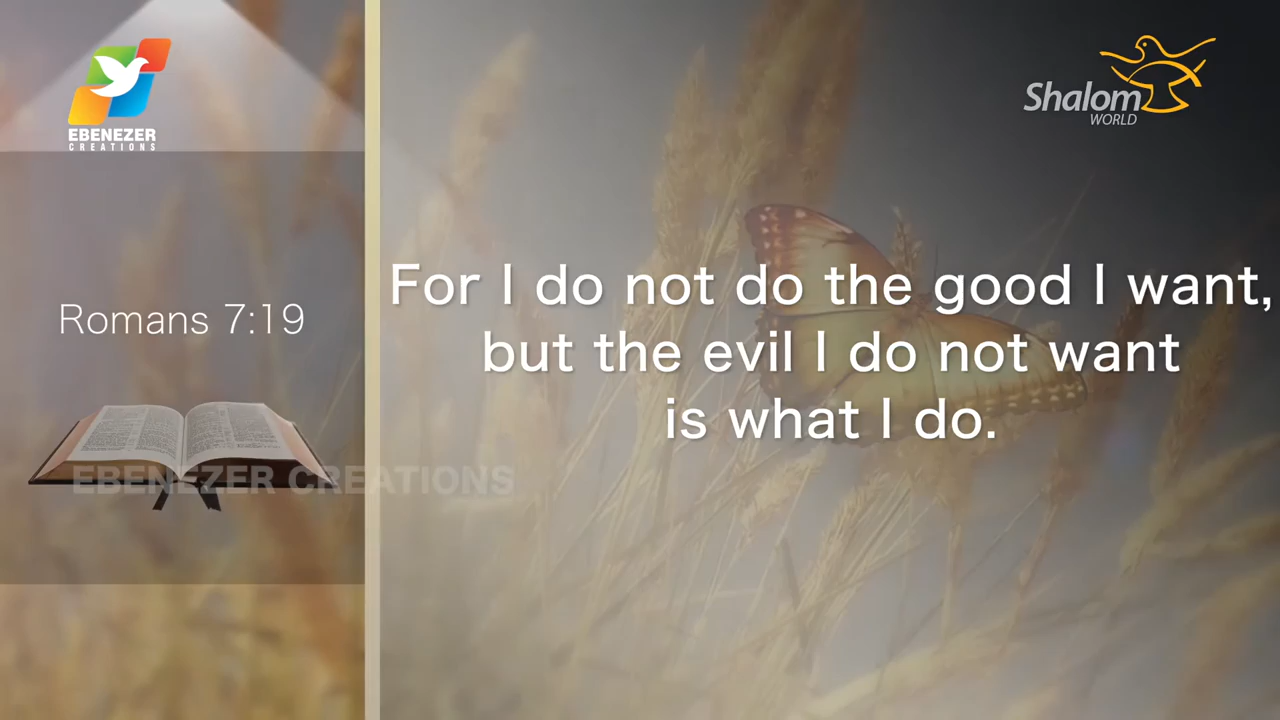 EBENEZER
CREATIONS
Shalom
WORLD
Romans 7:19
For I do not do the good I want,
but the evil I do not want
is what I do.
EBENEZER CREATIONS